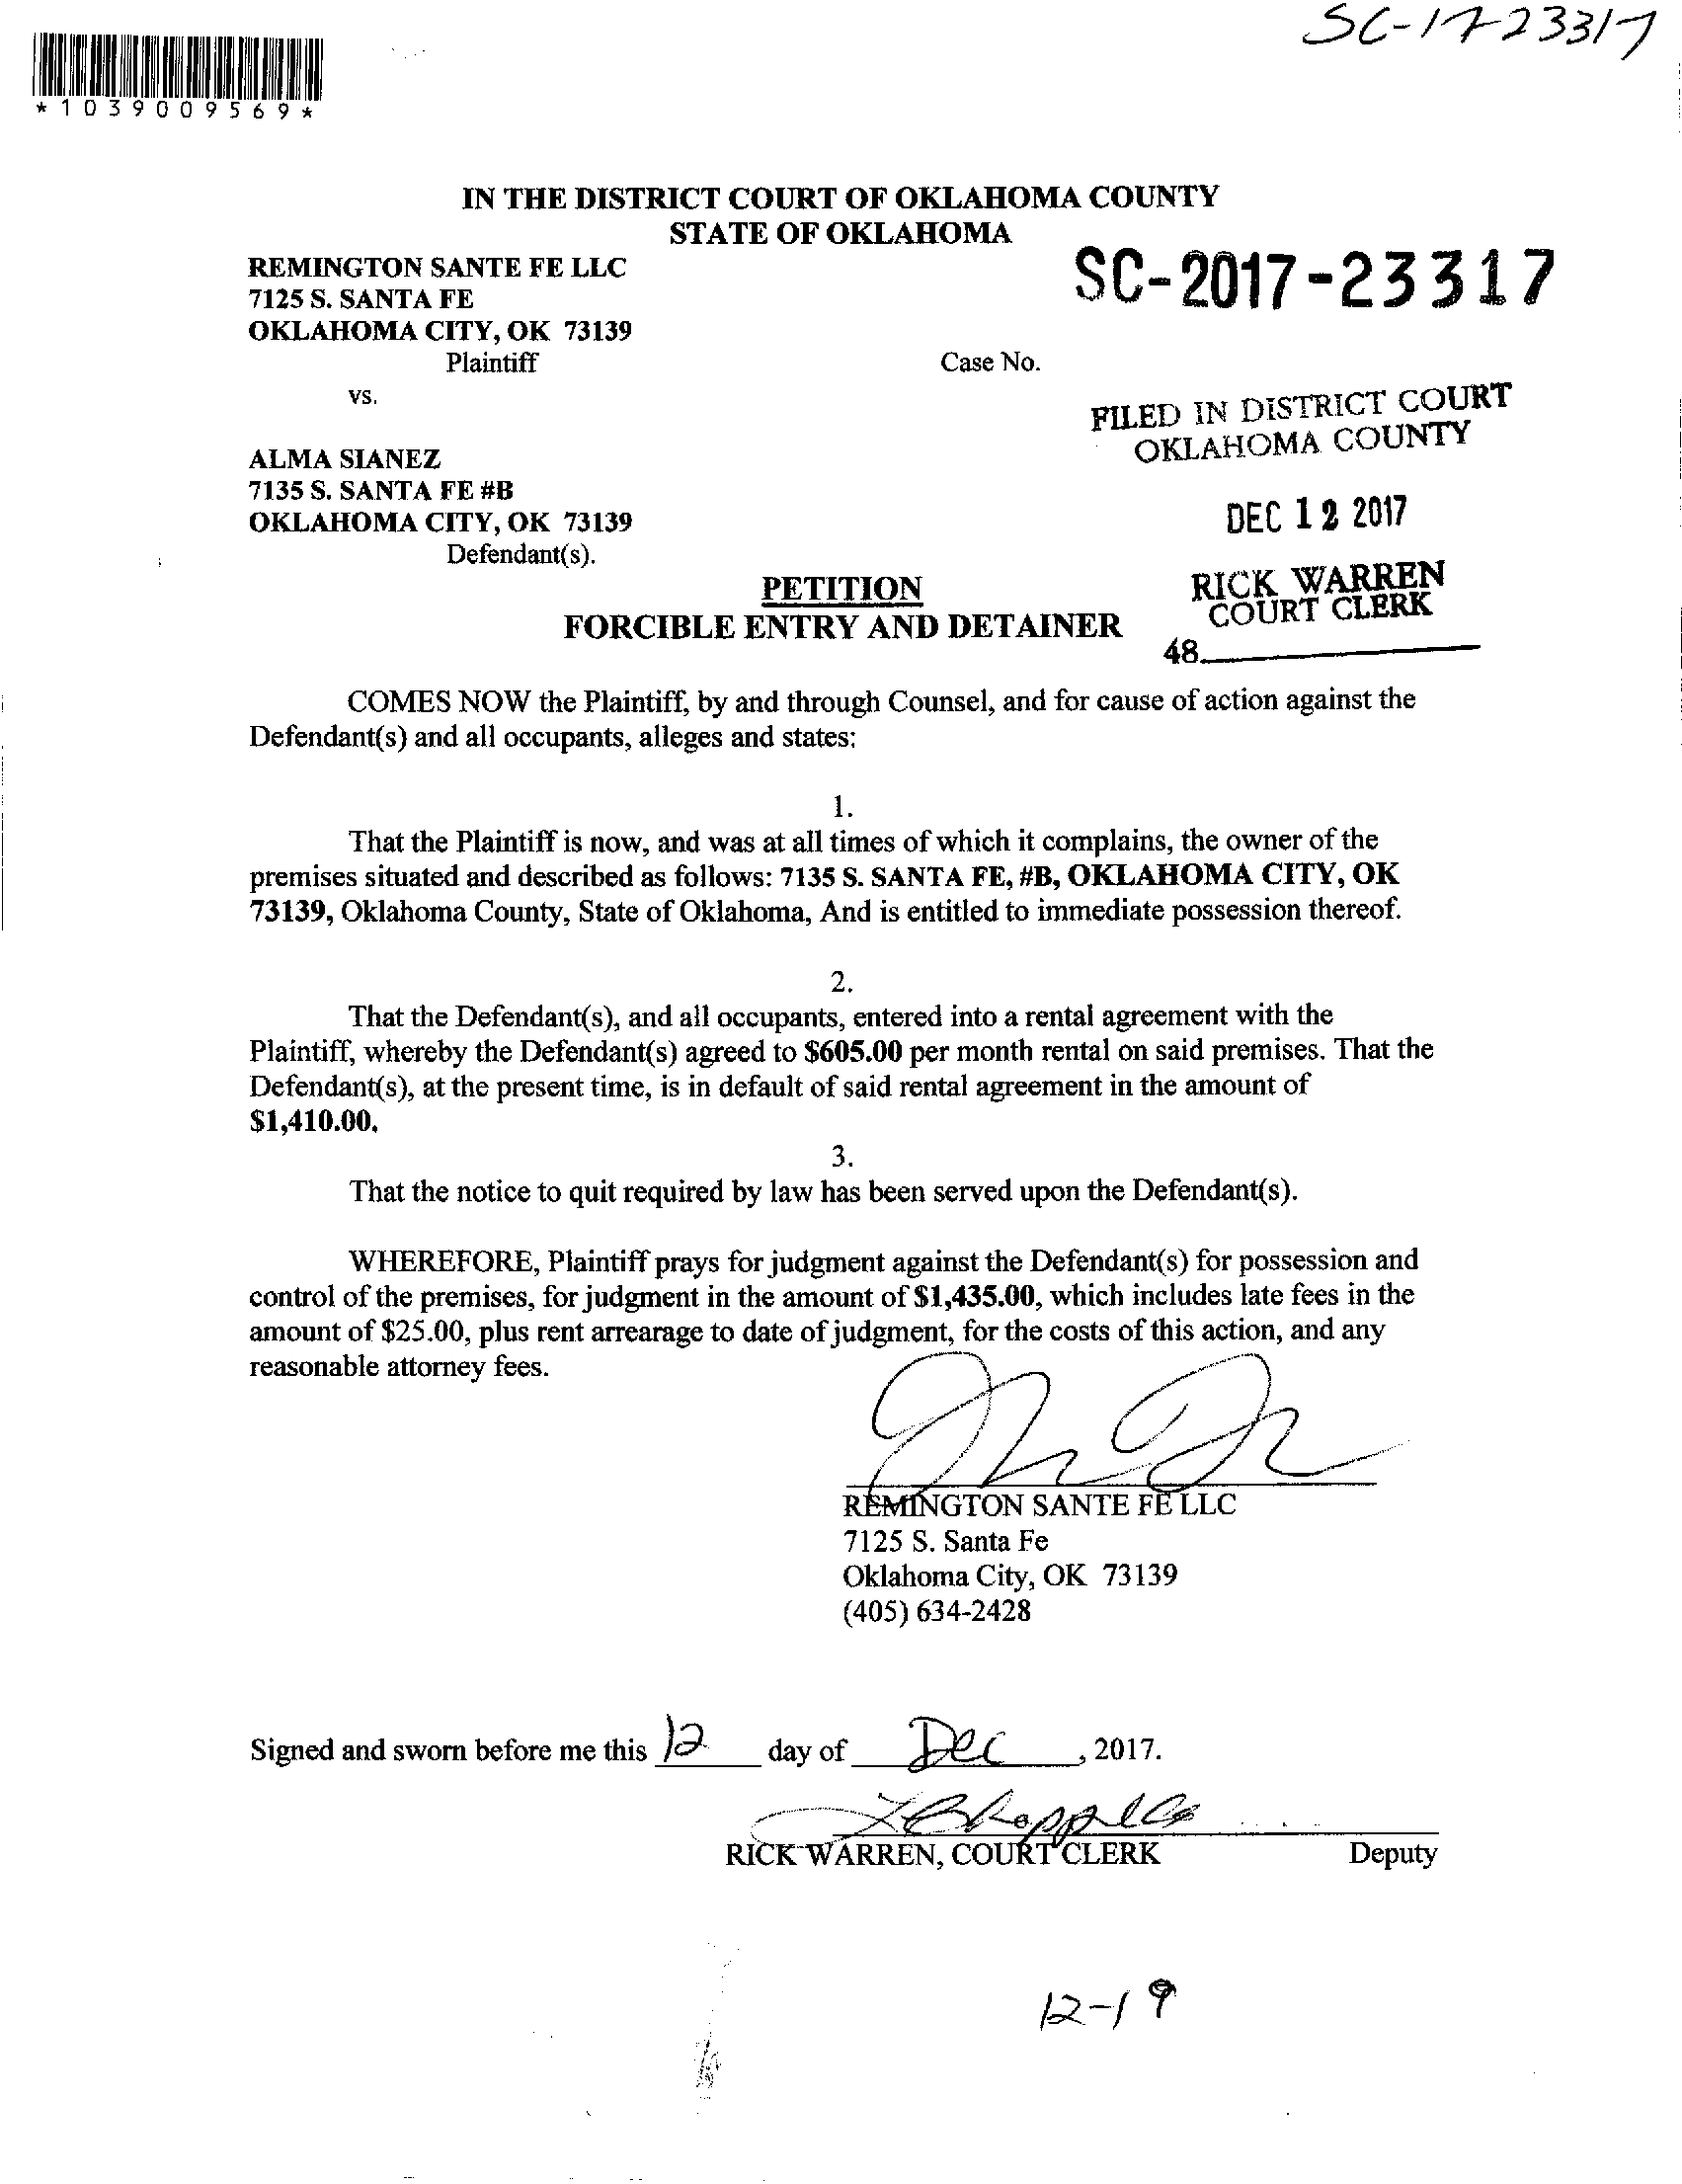 SC-17-23317
*1039009569*
IN THE DISTRICT COURT OF OKLAHOMA COUNTY
STATE OF OKLAHOMA
REMINGTON SANTE FE LLC
7125 S. SANTA FE
OKLAHOMA CITY, OK 73139
Plaintiff
vs.
SC-2017-23317
Case No.
FILED IN DISTRICT COURT
OKLAHOMA COUNTY
DEC 12 2017
RICK WARREN
COURT CLERK
48
ALMA SIANEZ
7135 S. SANTA FE #B
OKLAHOMA CITY, OK 73139
Defendant(s).
PETITION
FORCIBLE ENTRY AND DETAINER
COMES NOW the Plaintiff, by and through Counsel, and for cause of action against the
Defendant(s) and all occupants, alleges and states:
1.
That the Plaintiff is now, and was at all times of which it complains, the owner of the
premises situated and described as follows: 7135 S. SANTA FE, #B, OKLAHOMA CITY, OK
73139, Oklahoma County, State of Oklahoma, And is entitled to immediate possession thereof.
2.
That the Defendant(s), and all occupants, entered into a rental agreement with the
Plaintiff, whereby the Defendant(s) agreed to $605.00 per month rental on said premises. That the
Defendant(s), at the present time, is in default of said rental agreement in the amount of
$1,410.00.
3.
That the notice to quit required by law has been served upon the Defendant(s).
WHEREFORE, Plaintiff prays for judgment against the Defendant(s) for possession and
control of the premises, for judgment in the amount of $1,435.00, which includes late fees in the
amount of $25.00, plus rent arrearage to date of judgment, for the costs of this action, and any
reasonable attorney fees.
REMINGTON SANTE FE LLC
7125 S. Santa Fe
Oklahoma City, OK 73139
(405) 634-2428
Signed and sworn before me this 12 day of Dec, 2017.
RICK WARREN, COURT CLERK Deputy
12-19